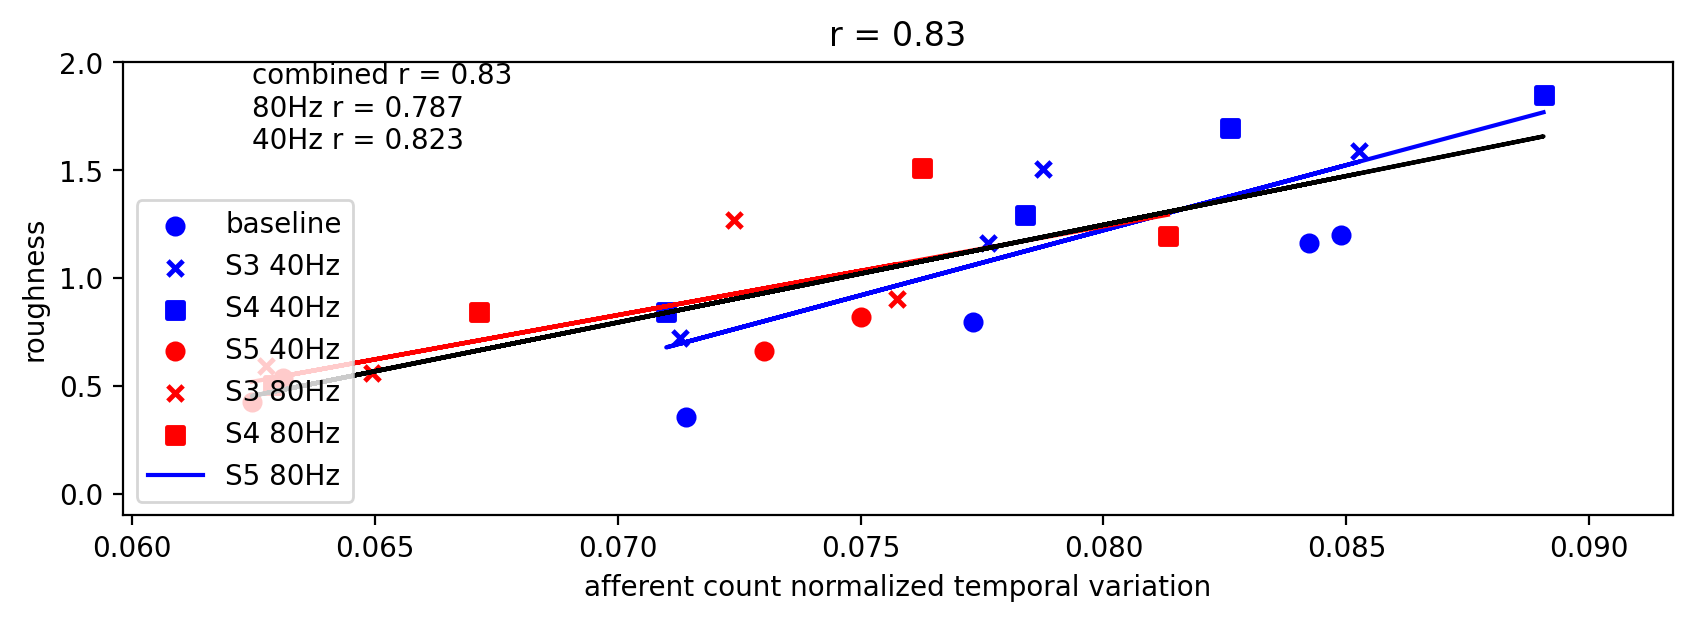 r = 0.83
combined r = 0.83
80Hz r = 0.787
40Hz r = 0.823
roughness
2.0
1.5
1.0
0.5
0.0
baseline
S3 40Hz
S4 40Hz
S5 40Hz
S3 80Hz
S4 80Hz
S5 80Hz
0.060 0.065 0.070 0.075 0.080 0.085 0.090
afferent count normalized temporal variation